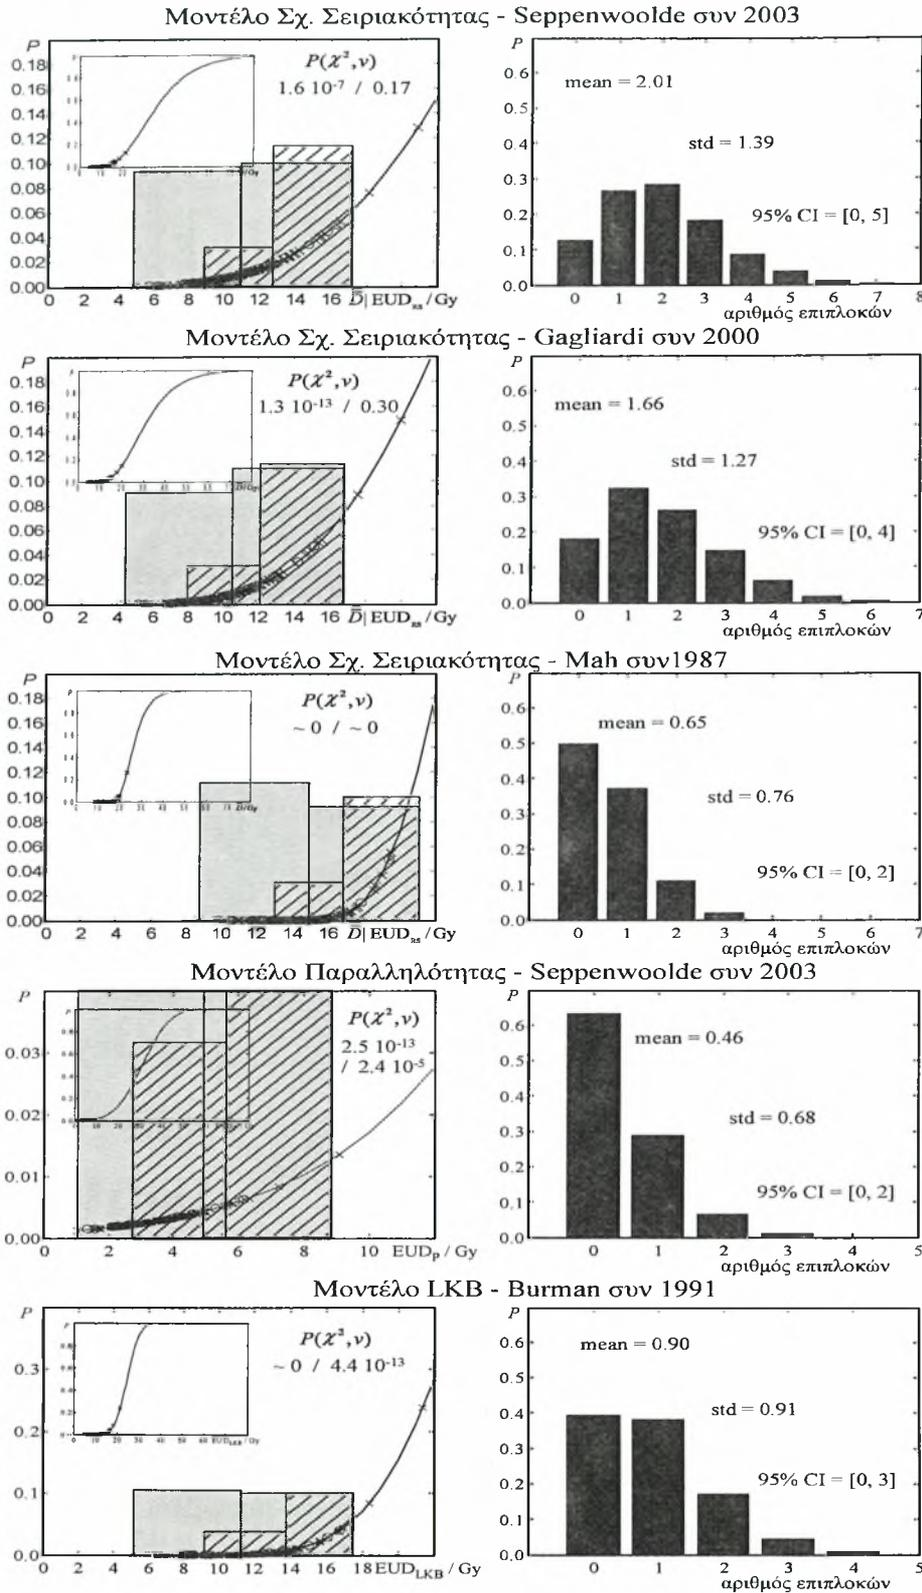 Μοντέλο Σχ. Σειριακότητας - Seppenwoolde συν 2003
P
0.18
0.16
0.14
0.12
0.10
0.08
0.06
0.04
0.02
0.00
P(χ²,ν)
1.6 10⁻⁷ / 0.17
0 2 4 6 8 10 12 14 16 D̄| EUDₛₛ / Gy
P
0.6
0.5
0.4
0.3
0.2
0.1
0.0
mean = 2.01
std = 1.39
95% CI = [0, 5]
0 1 2 3 4 5 6 7 8
αριθμός επιπλοκών
Μοντέλο Σχ. Σειριακότητας - Gagliardi συν 2000
P
0.18
0.16
0.14
0.12
0.10
0.08
0.06
0.04
0.02
0.00
P(χ²,ν)
1.3 10⁻¹³ / 0.30
0 2 4 6 8 10 12 14 16 D̄| EUDₛₛ / Gy
P
0.6
0.5
0.4
0.3
0.2
0.1
0.0
mean = 1.66
std = 1.27
95% CI = [0, 4]
0 1 2 3 4 5 6 7
αριθμός επιπλοκών
Μοντέλο Σχ. Σειριακότητας - Mah συν1987
P
0.18
0.16
0.14
0.12
0.10
0.08
0.06
0.04
0.02
0.00
P(χ²,ν)
~ 0 / ~ 0
0 2 4 6 8 10 12 14 16 D̄| EUDₛₛ / Gy
P
0.6
0.5
0.4
0.3
0.2
0.1
0.0
mean = 0.65
std = 0.76
95% CI = [0, 2]
0 1 2 3 4 5 6 7
αριθμός επιπλοκών
Μοντέλο Παραλληλότητας - Seppenwoolde συν 2003
P
0.03
0.02
0.01
0.00
P(χ²,ν)
2.5 10⁻¹³
/ 2.4 10⁻⁵
0 2 4 6 8 10 EUDₚ / Gy
P
0.6
0.5
0.4
0.3
0.2
0.1
0.0
mean = 0.46
std = 0.68
95% CI = [0, 2]
0 1 2 3 4 5
αριθμός επιπλοκών
Μοντέλο LKB - Burman συν 1991
P
0.3
0.2
0.1
0.0
P(χ²,ν)
~ 0 / 4.4 10⁻¹³
0 2 4 6 8 10 12 14 16 18 EUD_LKB / Gy
P
0.6
0.5
0.4
0.3
0.2
0.1
0.0
mean = 0.90
std = 0.91
95% CI = [0, 3]
0 1 2 3 4 5
αριθμός επιπλοκών